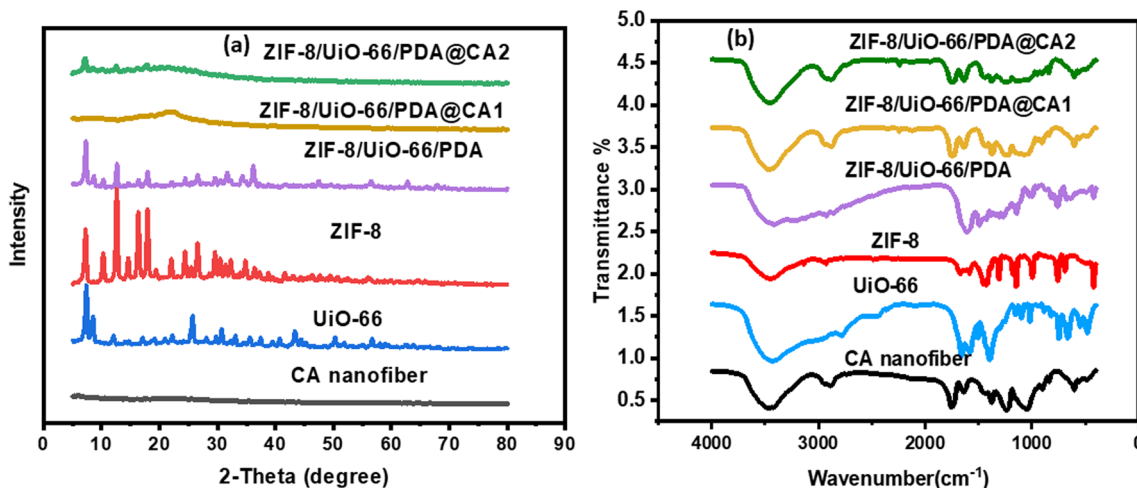 (a)
ZIF-8/UiO-66/PDA@CA2
ZIF-8/UiO-66/PDA@CA1
ZIF-8/UiO-66/PDA
ZIF-8
UiO-66
CA nanofiber
Intensity
0 10 20 30 40 50 60 70 80 90
2-Theta (degree)
(b)
5.0
4.5
4.0
3.5
3.0
2.5
2.0
1.5
1.0
0.5
Transmittance %
ZIF-8/UiO-66/PDA@CA2
ZIF-8/UiO-66/PDA@CA1
ZIF-8/UiO-66/PDA
ZIF-8
UiO-66
CA nanofiber
4000 3000 2000 1000 0
Wavenumber(cm⁻¹)